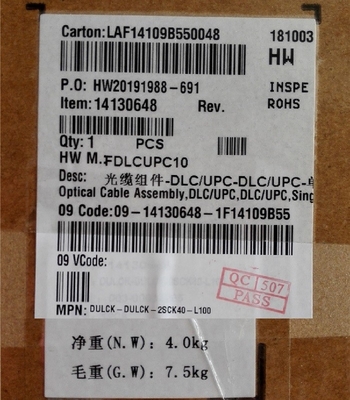 Carton:LAF14109B550048 181003
HW
P.O: HW20191988-691 INSPE
Item: 14130648 Rev. ROHS
Qty: 1 PCS
HW M.:FDLCUPC10
Desc: 光缆组件-DLC/UPC-DLC/UPC-单
Optical Cable Assembly,DLC/UPC,DLC/UPC,Sing
09 Code:09-14130648-1F14109B55
09 VCode:
QC 507
PASS
MPN: DULCK-DULCK-2SCK40-L100
净重(N.W): 4.0kg
毛重(G.W): 7.5kg